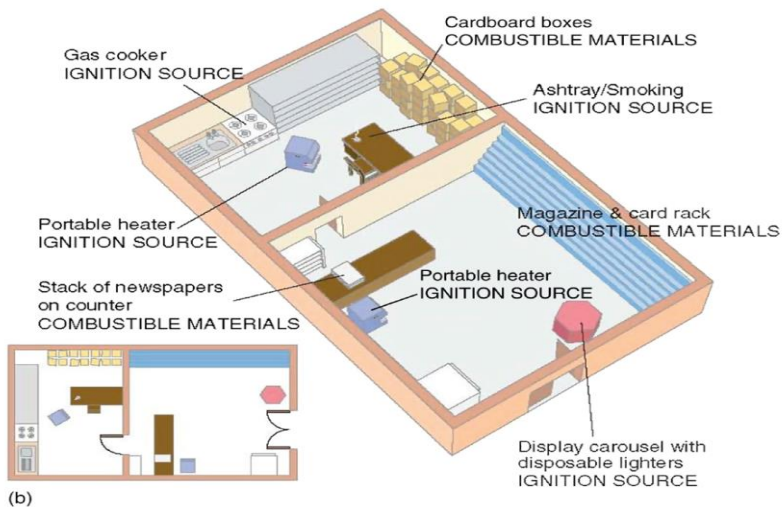 Cardboard boxes
COMBUSTIBLE MATERIALS
Gas cooker
IGNITION SOURCE
Ashtray/Smoking
IGNITION SOURCE
Portable heater
IGNITION SOURCE
Magazine & card rack
COMBUSTIBLE MATERIALS
Stack of newspapers
on counter
COMBUSTIBLE MATERIALS
Portable heater
IGNITION SOURCE
Display carousel with
disposable lighters
IGNITION SOURCE
(b)